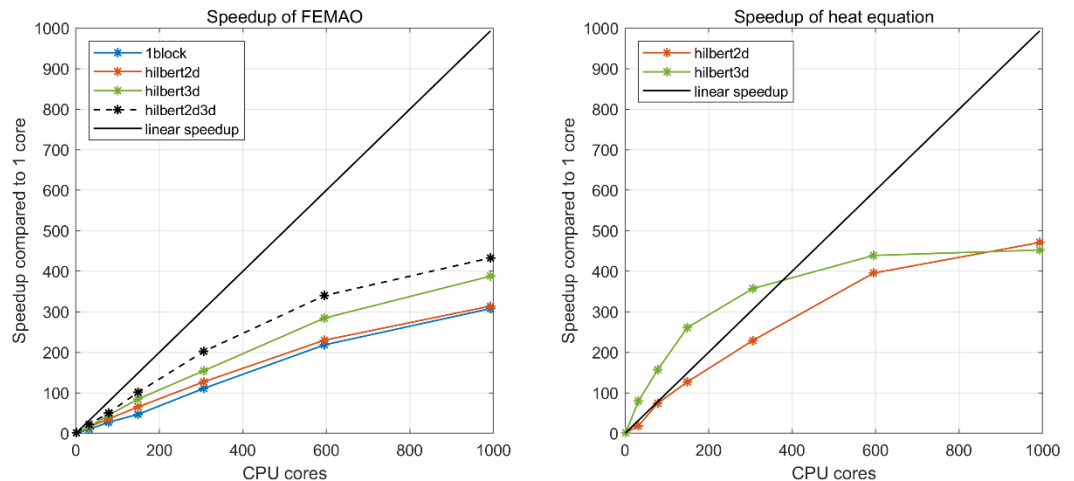 Speedup of FEMAO
1000
900
800
700
600
500
400
300
200
100
0
Speedup compared to 1 core
1block
hilbert2d
hilbert3d
hilbert2d3d
linear speedup
0 200 400 600 800 1000
CPU cores
Speedup of heat equation
1000
900
800
700
600
500
400
300
200
100
0
Speedup compared to 1 core
hilbert2d
hilbert3d
linear speedup
0 200 400 600 800 1000
CPU cores